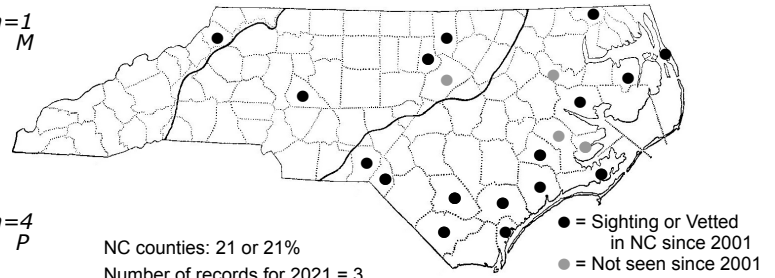 =1
M
=4
P
NC counties: 21 or 21%
Number of records for 2021 = 3
● = Sighting or Vetted
in NC since 2001
● = Not seen since 2001